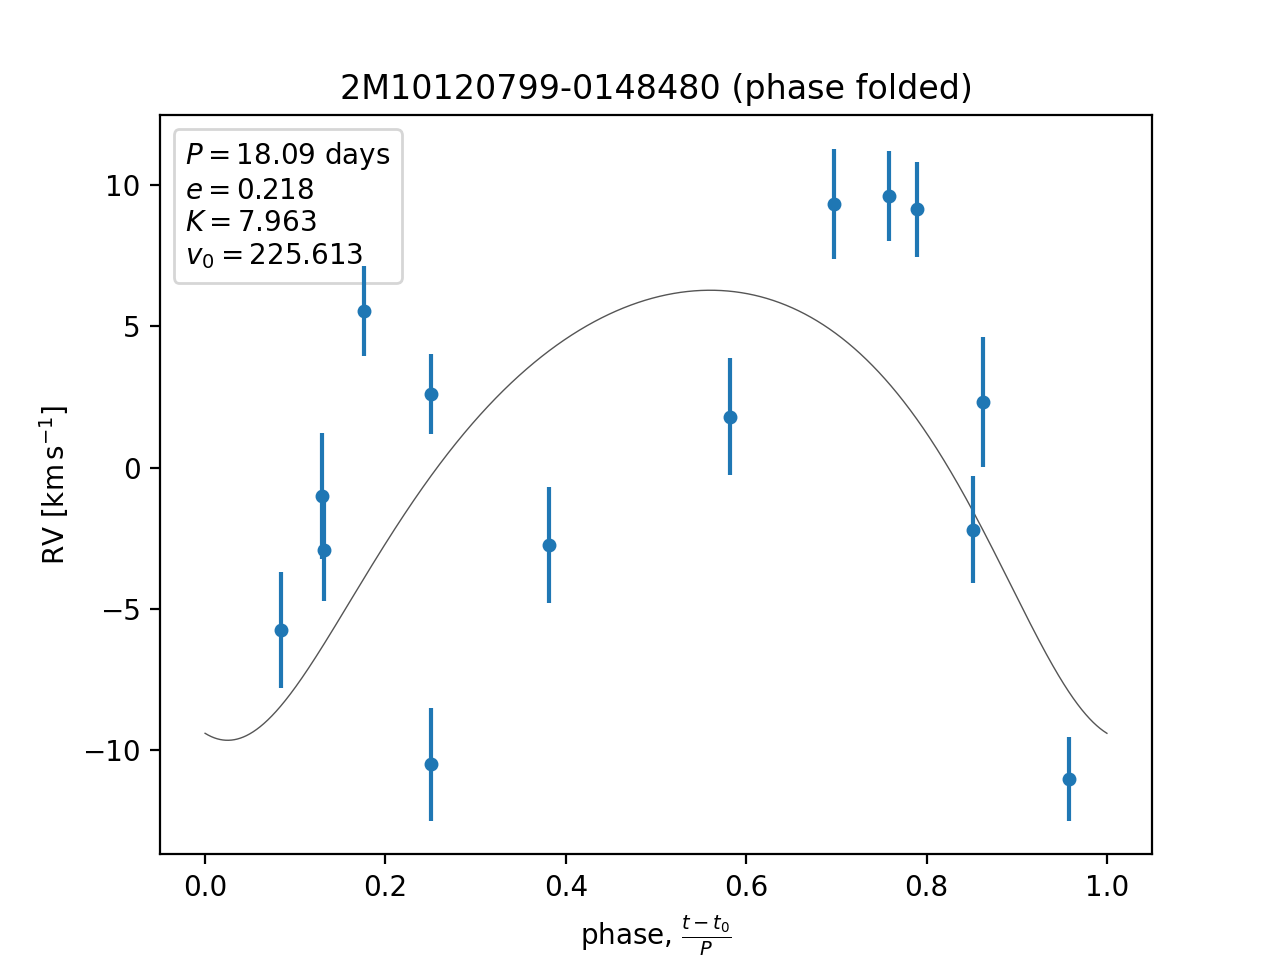 2M10120799-0148480 (phase folded)
P = 18.09 days
e = 0.218
K = 7.963
v₀ = 225.613
10
5
0
−5
−10
RV [km s⁻¹]
0.0 0.2 0.4 0.6 0.8 1.0
phase, (t − t₀)/P